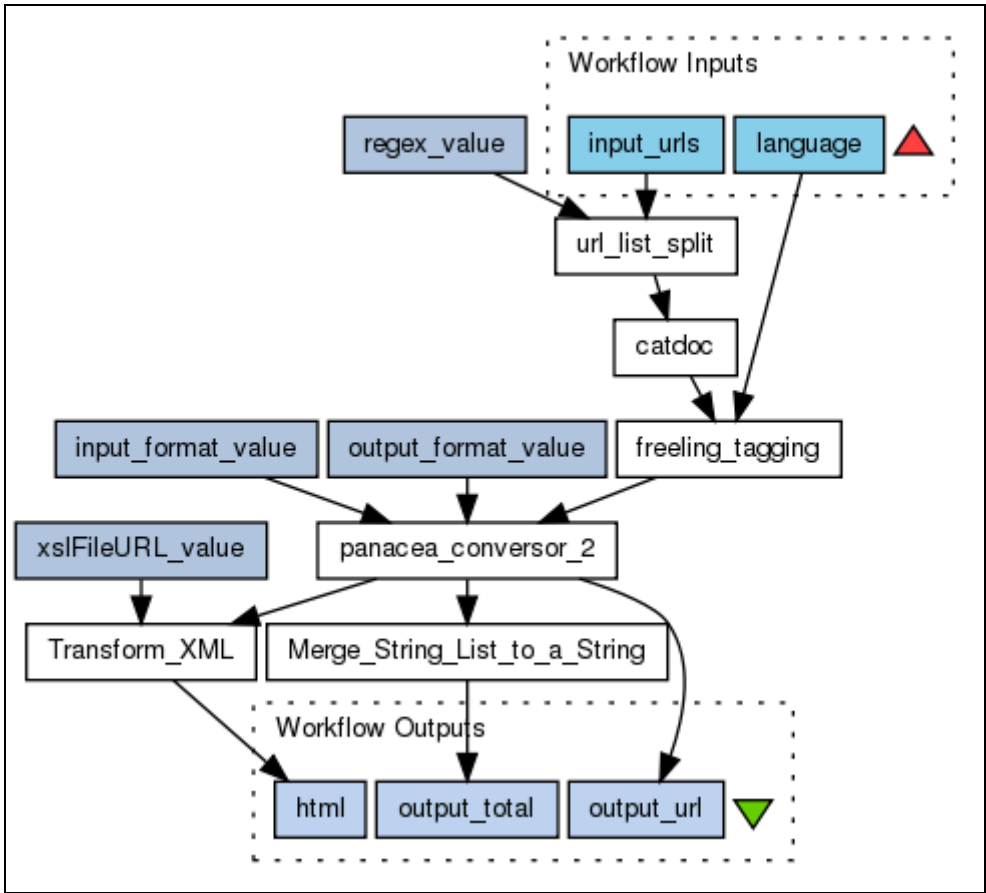 Workflow Inputs
regex_value
input_urls
language
url_list_split
catdoc
input_format_value
output_format_value
freeling_tagging
xslFileURL_value
panacea_conversor_2
Transform_XML
Merge_String_List_to_a_String
Workflow Outputs
html
output_total
output_url